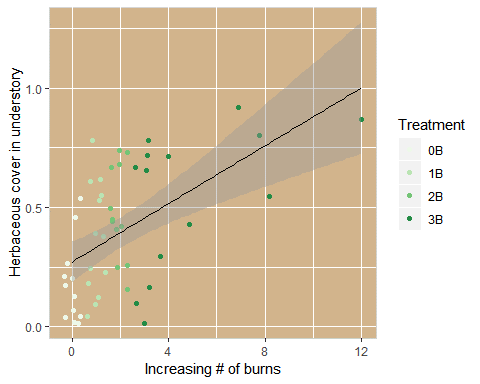 Herbaceous cover in understory
1.0
0.5
0.0
0
4
8
12
Increasing # of burns
Treatment
0B
1B
2B
3B